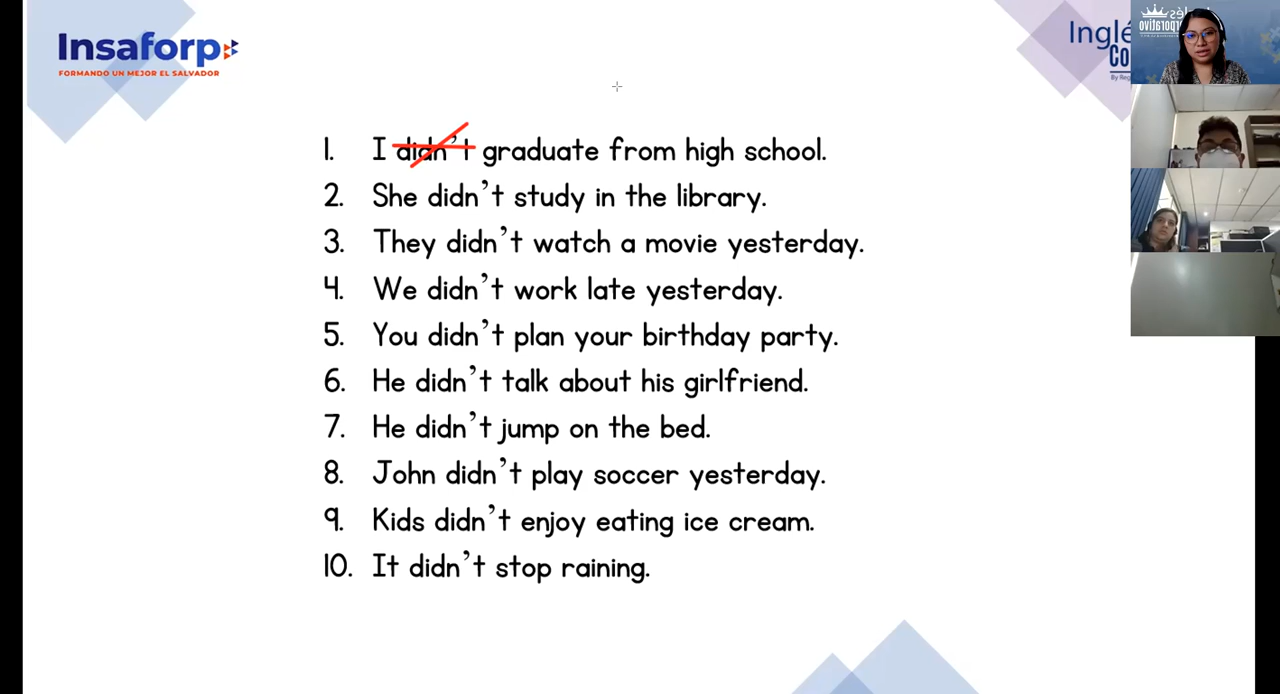 Insaforp
FORMANDO UN MEJOR EL SALVADOR
1. I didn't graduate from high school.
2. She didn't study in the library.
3. They didn't watch a movie yesterday.
4. We didn't work late yesterday.
5. You didn't plan your birthday party.
6. He didn't talk about his girlfriend.
7. He didn't jump on the bed.
8. John didn't play soccer yesterday.
9. Kids didn't enjoy eating ice cream.
10. It didn't stop raining.